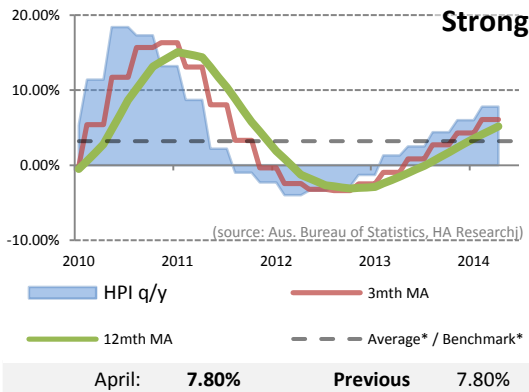 Strong
20.00%
10.00%
0.00%
-10.00%
(source: Aus. Bureau of Statistics, HA Research)
2010 2011 2012 2013 2014
HPI q/y 3mth MA
12mth MA Average* / Benchmark*
April: 7.80% Previous 7.80%